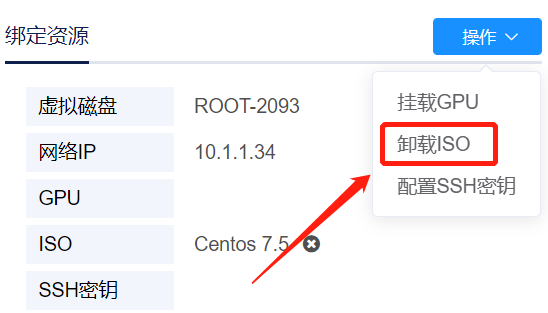 绑定资源
操作
挂载GPU
卸载ISO
配置SSH密钥
虚拟磁盘 ROOT-2093
网络IP 10.1.1.34
GPU
ISO Centos 7.5
SSH密钥